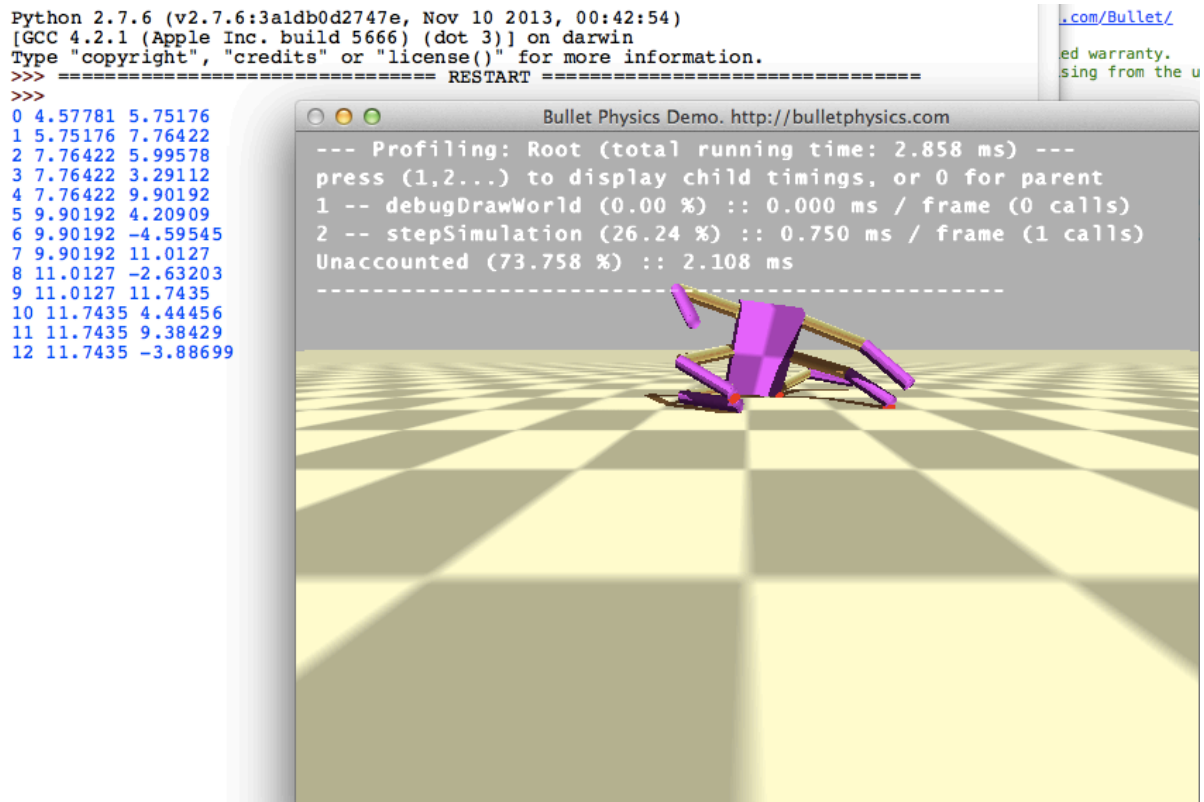 Python 2.7.6 (v2.7.6:3a1db0d2747e, Nov 10 2013, 00:42:54)
[GCC 4.2.1 (Apple Inc. build 5666) (dot 3)] on darwin
Type "copyright", "credits" or "license()" for more information.
>>> ================================ RESTART ================================
>>>
0 4.57781 5.75176
1 5.75176 7.76422
2 7.76422 5.99578
3 7.76422 3.29112
4 7.76422 9.90192
5 9.90192 4.20909
6 9.90192 -4.59545
7 9.90192 11.0127
8 11.0127 -2.63203
9 11.0127 11.7435
10 11.7435 4.44456
11 11.7435 9.38429
12 11.7435 -3.88699
.com/Bullet/
ed warranty.
sing from the u
Bullet Physics Demo. http://bulletphysics.com
--- Profiling: Root (total running time: 2.858 ms) ---
press (1,2...) to display child timings, or 0 for parent
1 -- debugDrawWorld (0.00 %) :: 0.000 ms / frame (0 calls)
2 -- stepSimulation (26.24 %) :: 0.750 ms / frame (1 calls)
Unaccounted (73.758 %) :: 2.108 ms
-------------------------------------------------